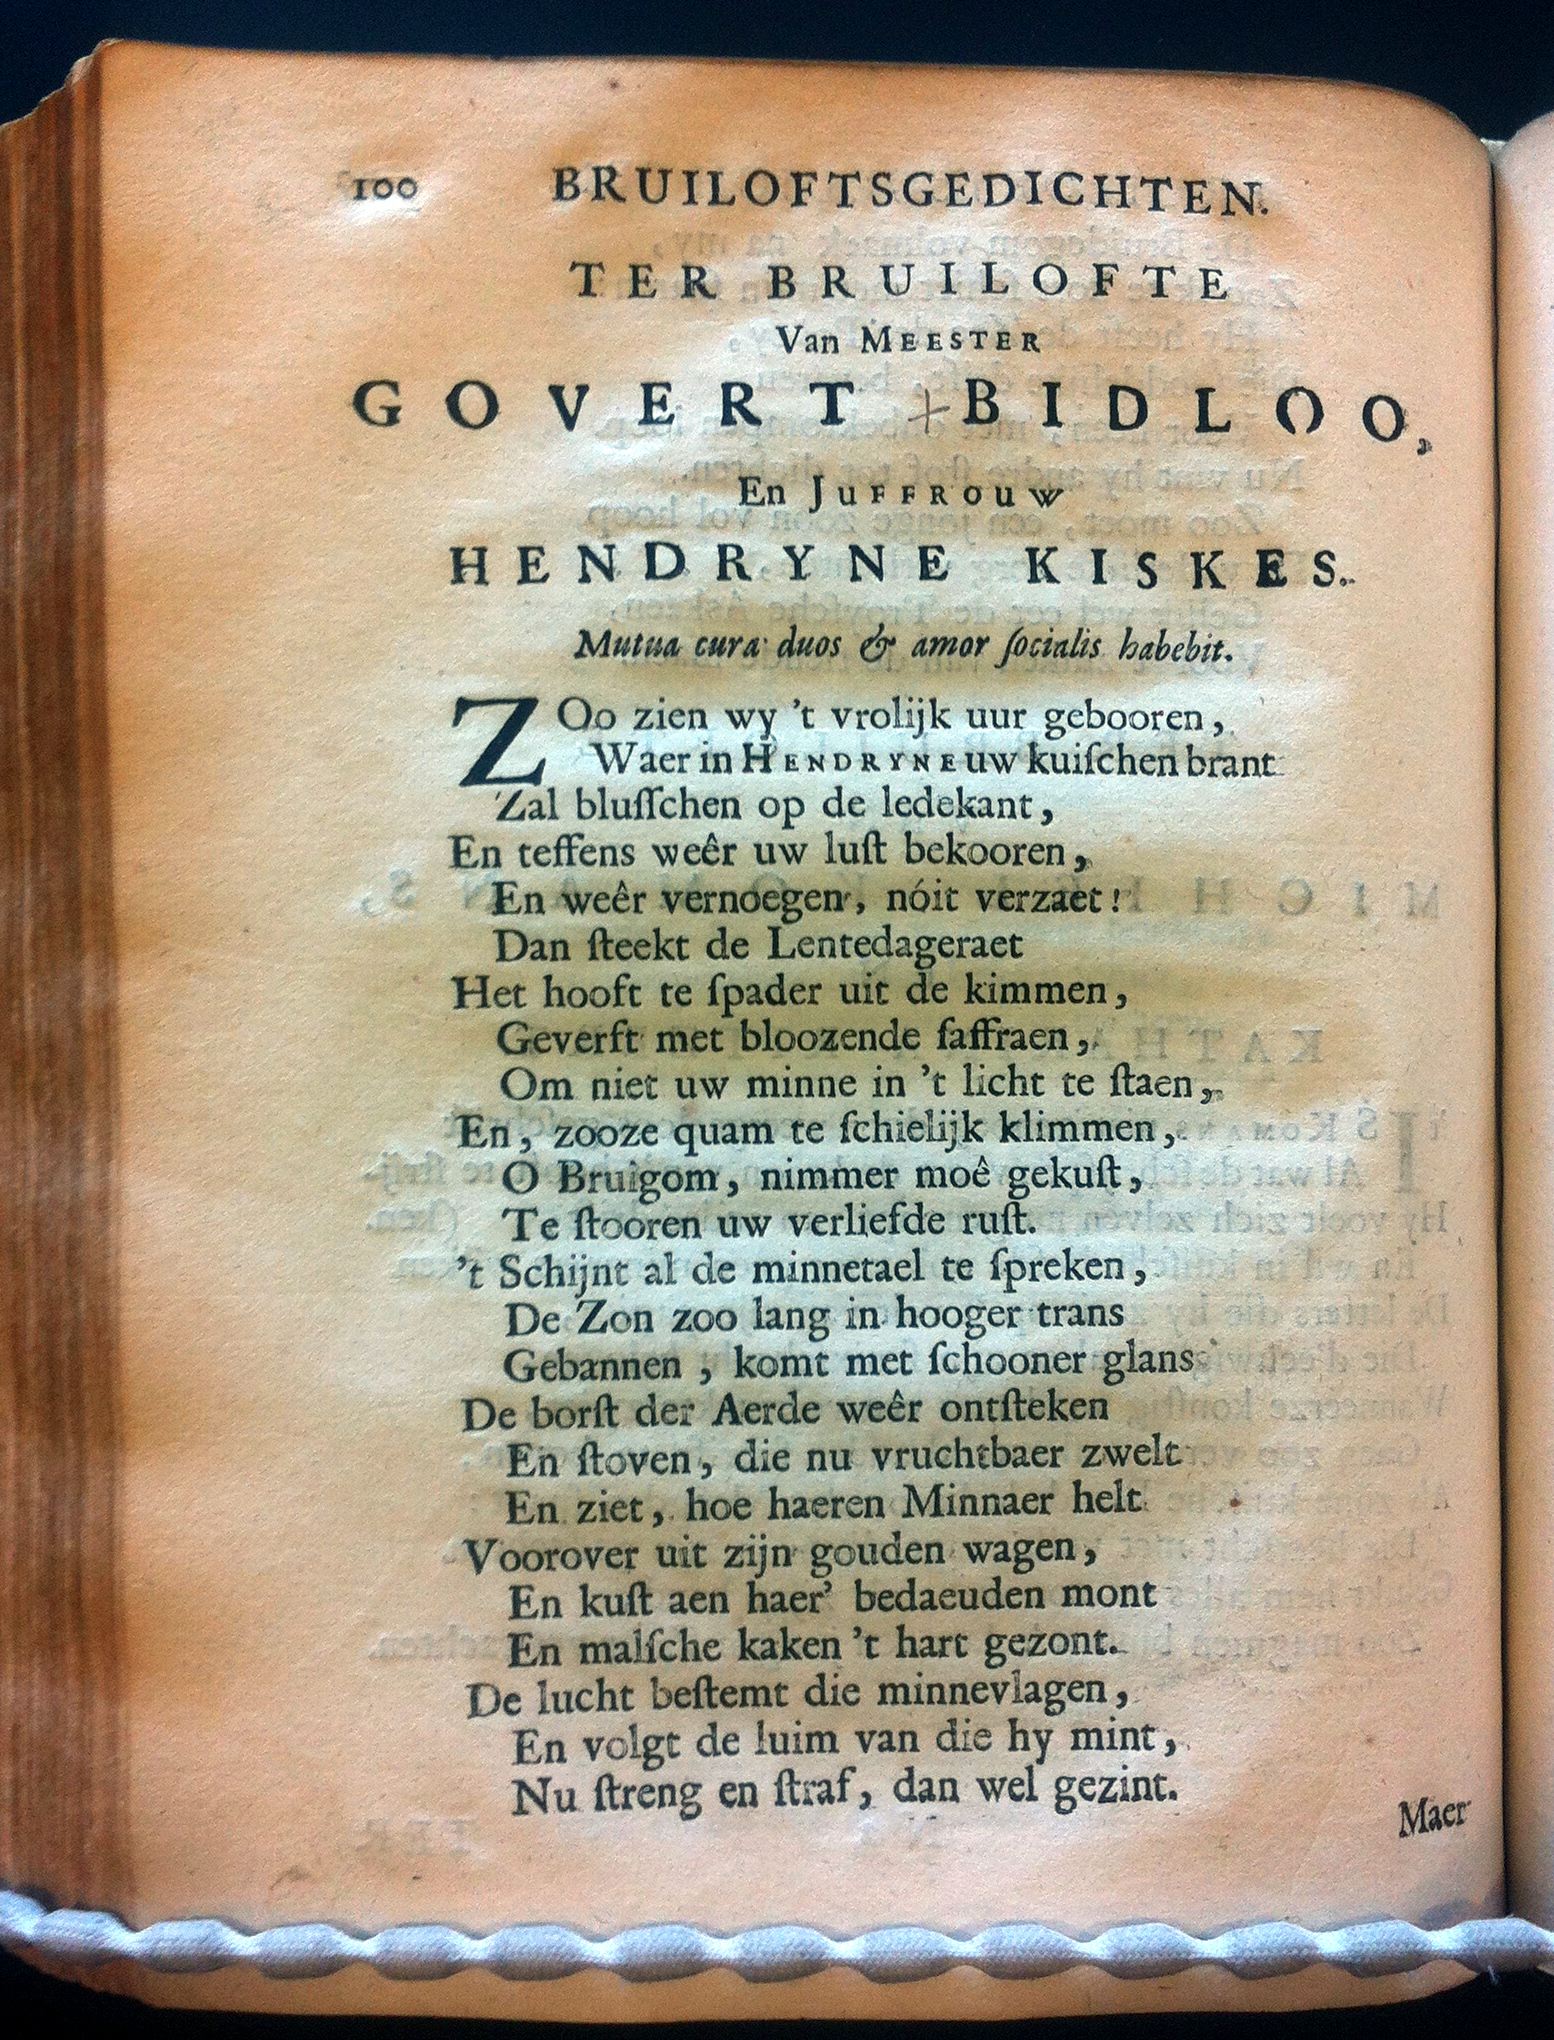 100 BRUILOFTSGEDICHTEN.
TER BRUILOFTE
Van MEESTER
GOVERT + BIDLOO,
En JUFFROUW
HENDRYNE KISKES.
Mutua cura duos & amor ſocialis habebit.
ZOo zien wy 't vrolijk uur gebooren,
Waer in HENDRYNE uw kuiſchen brant
Zal bluſſchen op de ledekant,
En teffens weêr uw luſt bekooren,
En weêr vernoegen, nóit verzaet!
Dan ſteekt de Lentedageraet
Het hooft te ſpader uit de kimmen,
Geverft met bloozende ſaffraen,
Om niet uw minne in 't licht te ſtaen,
En, zooze quam te ſchielijk klimmen,
O Bruigom, nimmer moê gekuſt,
Te ſtooren uw verliefde ruſt.
't Schijnt al de minnetael te ſpreken,
De Zon zoo lang in hooger trans
Gebannen, komt met ſchooner glans
De borſt der Aerde weêr ontſteken
En ſtoven, die nu vruchtbaer zwelt
En ziet, hoe haeren Minnaer helt
Voorover uit zijn gouden wagen,
En kuſt aen haer' bedaeuden mont
En malſche kaken 't hart gezont.
De lucht beſtemt die minnevlagen,
En volgt de luim van die hy mint,
Nu ſtreng en ſtraf, dan wel gezint.
Maer